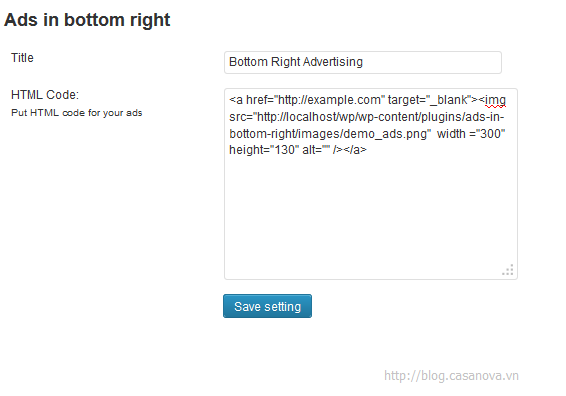 Ads in bottom right
Title
Bottom Right Advertising
HTML Code:
Put HTML code for your ads
<a href="http://example.com" target="_blank"><img
src="http://localhost/wp/wp-content/plugins/ads-in-
bottom-right/images/demo_ads.png"  width ="300"
height="130" alt="" /></a>
Save setting
http://blog.casanova.vn